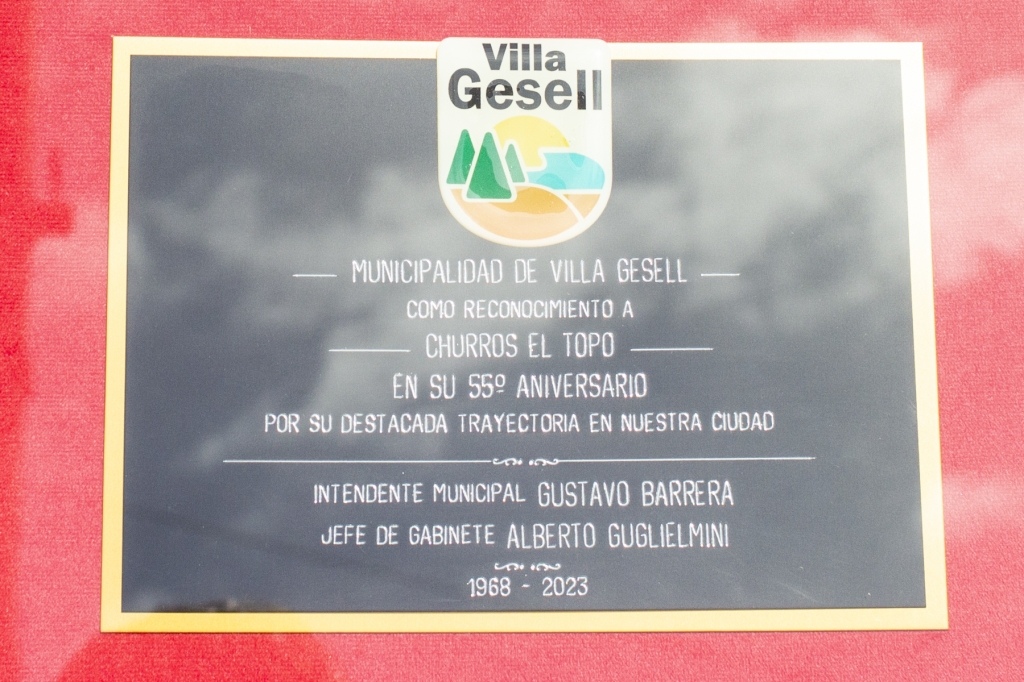 Villa
Gesell
MUNICIPALIDAD DE VILLA GESELL
COMO RECONOCIMIENTO A
CHURROS EL TOPO
EN SU 55º ANIVERSARIO
POR SU DESTACADA TRAYECTORIA EN NUESTRA CIUDAD
INTENDENTE MUNICIPAL GUSTAVO BARRERA
JEFE DE GABINETE ALBERTO GUGLIELMINI
1968 - 2023